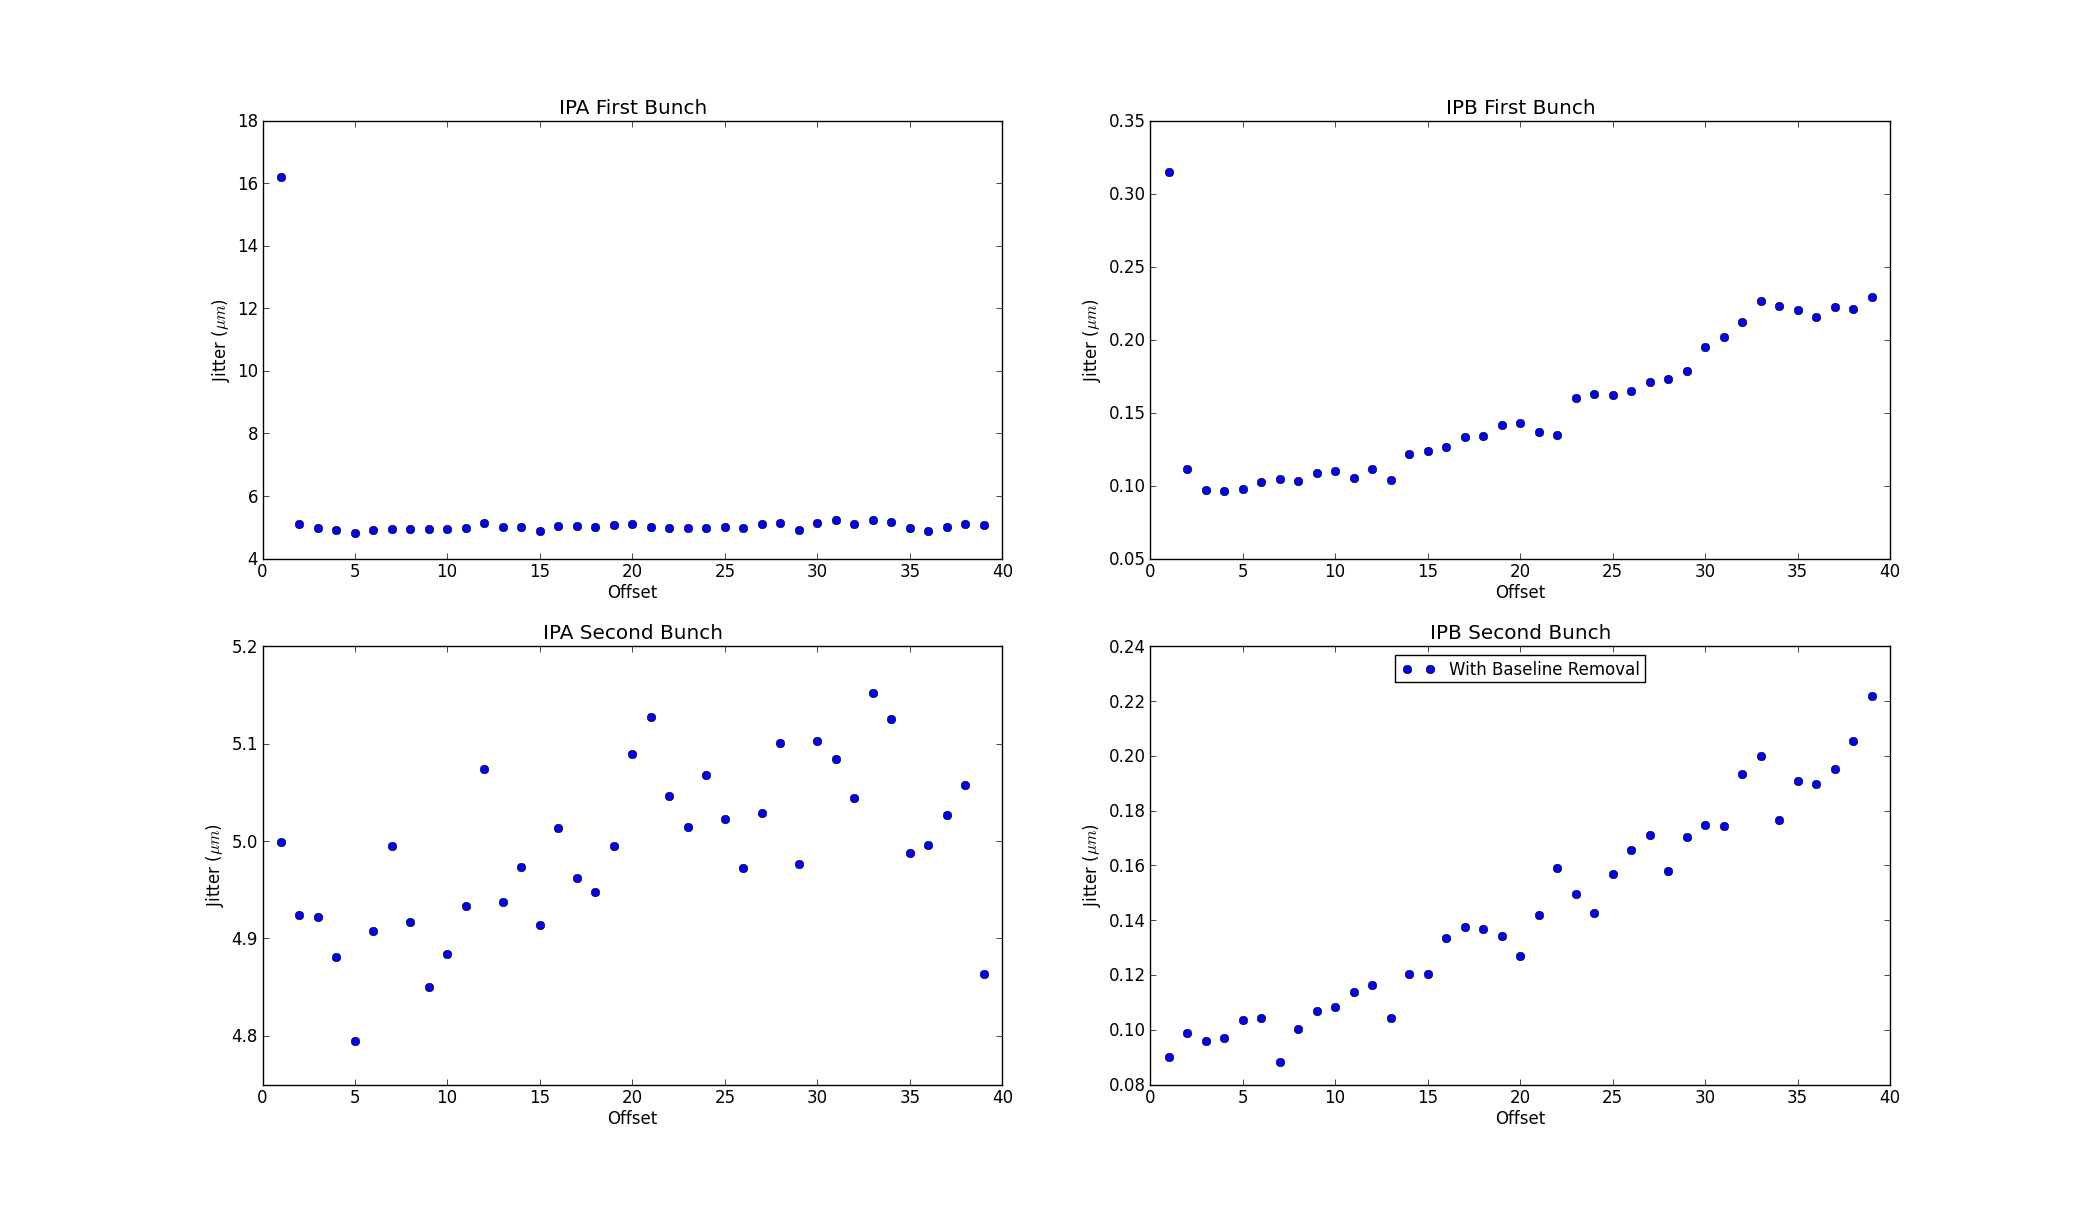 IPA First Bunch
18
16
14
12
10
8
6
4
Jitter (μm)
0 5 10 15 20 25 30 35 40
Offset
IPB First Bunch
0.35
0.30
0.25
0.20
0.15
0.10
0.05
Jitter (μm)
0 5 10 15 20 25 30 35 40
Offset
IPA Second Bunch
5.2
5.1
5.0
4.9
4.8
Jitter (μm)
0 5 10 15 20 25 30 35 40
Offset
IPB Second Bunch
With Baseline Removal
0.24
0.22
0.20
0.18
0.16
0.14
0.12
0.10
0.08
Jitter (μm)
0 5 10 15 20 25 30 35 40
Offset